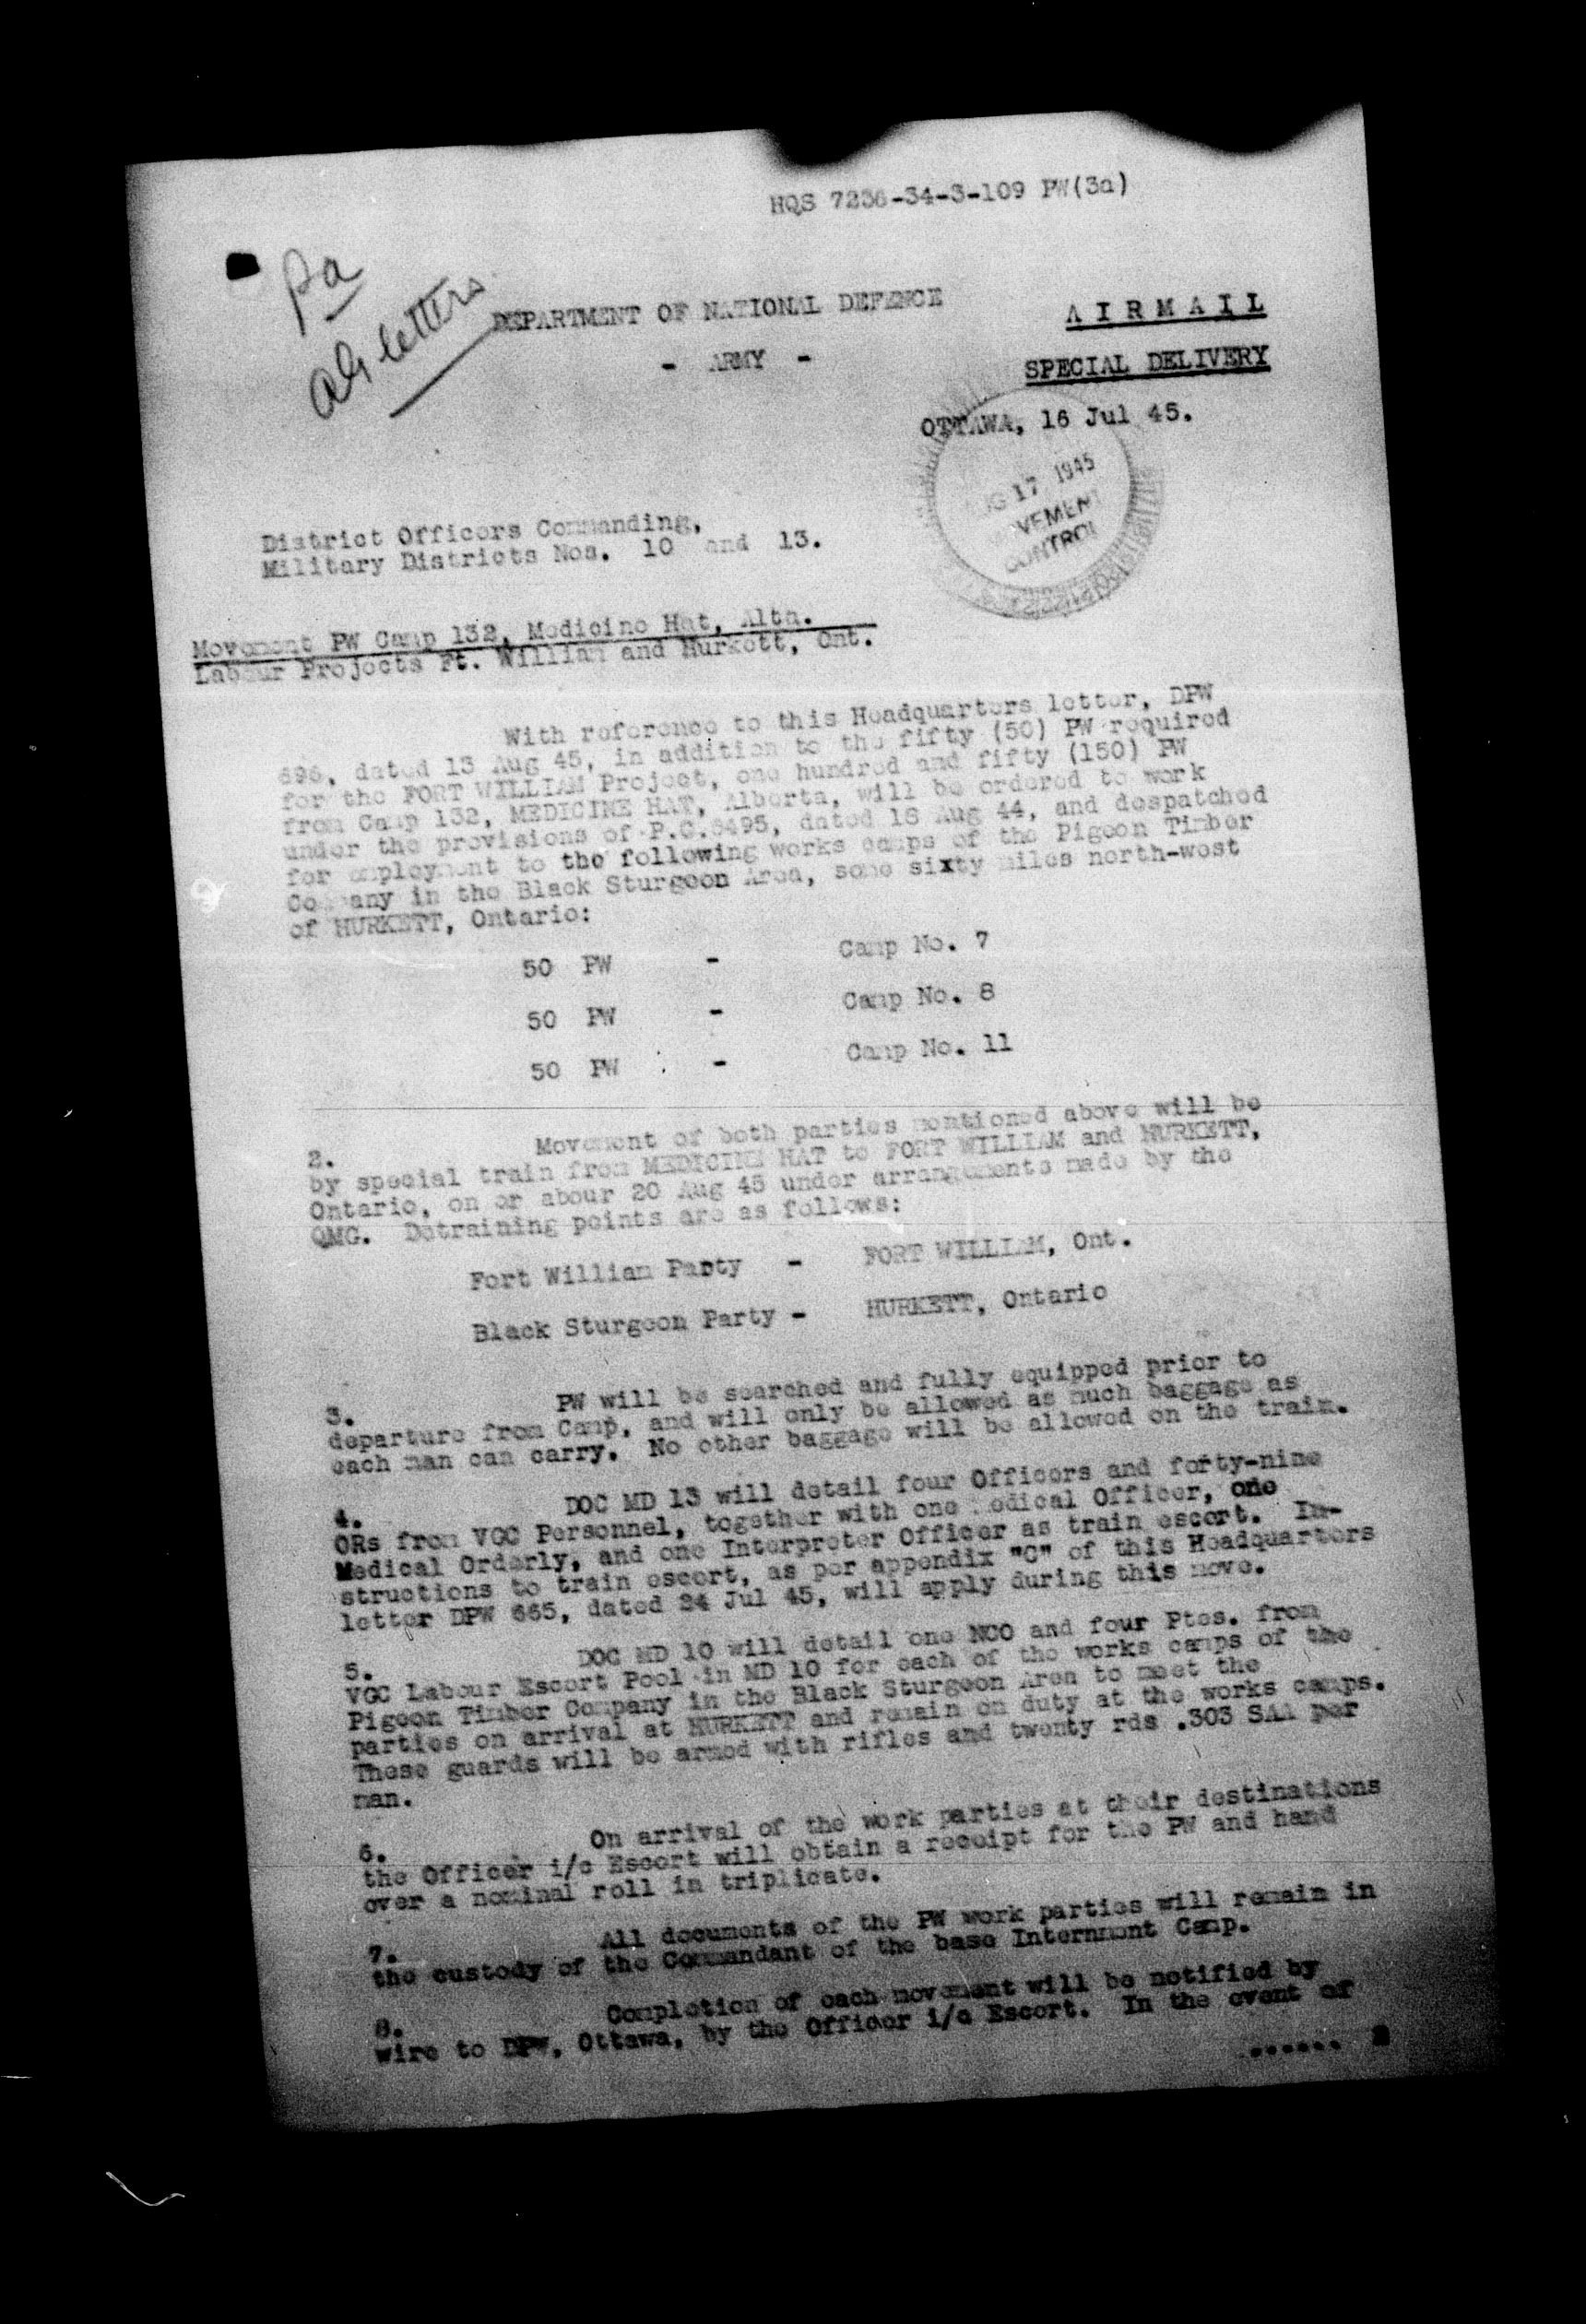 HQS 7236-34-3-109 PW(3a)
Pa
AG letters
DEPARTMENT OF NATIONAL DEFENCE
- ARMY -
A I R M A I L
SPECIAL DELIVERY
OTTAWA, 16 Jul 45.
AUG 17 1945
VEMENT
CONTROL
District Officers Commanding,
Military Districts Nos. 10 and 13.
Movement PW Camp 132, Medicine Hat, Alta.
Labour Projects Ft. William and Hurkett, Ont.
With reference to this Headquarters letter, DPW
696, dated 13 Aug 45, in addition to the fifty (50) PW required
for the FORT WILLIAM Project, one hundred and fifty (150) PW
from Camp 132, MEDICINE HAT, Alberta, will be ordered to work
under the provisions of P.C.6495, dated 18 Aug 44, and despatched
for employment to the following works camps of the Pigeon Timber
Company in the Black Sturgeon Area, some sixty miles north-west
of HURKETT, Ontario:
50 PW - Camp No. 7
50 PW - Camp No. 8
50 PW - Camp No. 11
2. Movement of both parties mentioned above will be
by special train from MEDICINE HAT to FORT WILLIAM and HURKETT,
Ontario, on or abour 20 Aug 45 under arrangements made by the
QMG. Detraining points are as follows:
Fort William Party - FORT WILLIAM, Ont.
Black Sturgeon Party - HURKETT, Ontario
3. PW will be searched and fully equipped prior to
departure from Camp, and will only be allowed as much baggage as
each man can carry. No other baggage will be allowed on the train.
4. DOC MD 13 will detail four Officers and forty-nine
ORs from VGC Personnel, together with one Medical Officer, one
Medical Orderly, and one Interpreter Officer as train escort. In-
structions to train escort, as per appendix "C" of this Headquarters
letter DPW 665, dated 24 Jul 45, will apply during this move.
5. DOC MD 10 will detail one NCO and four Ptes. from
VGC Labour Escort Pool in MD 10 for each of the works camps of the
Pigeon Timber Company in the Black Sturgeon Area to meet the
parties on arrival at HURKETT and remain on duty at the works camps.
These guards will be armed with rifles and twenty rds .303 SAA per
man.
6. On arrival of the work parties at their destinations
the Officer i/c Escort will obtain a receipt for the PW and hand
over a nominal roll in triplicate.
7. All documents of the PW work parties will remain in
the custody of the Commandant of the base Internment Camp.
8. Completion of each movement will be notified by
wire to DPW, Ottawa, by the Officer i/c Escort. In the event of
...... 2